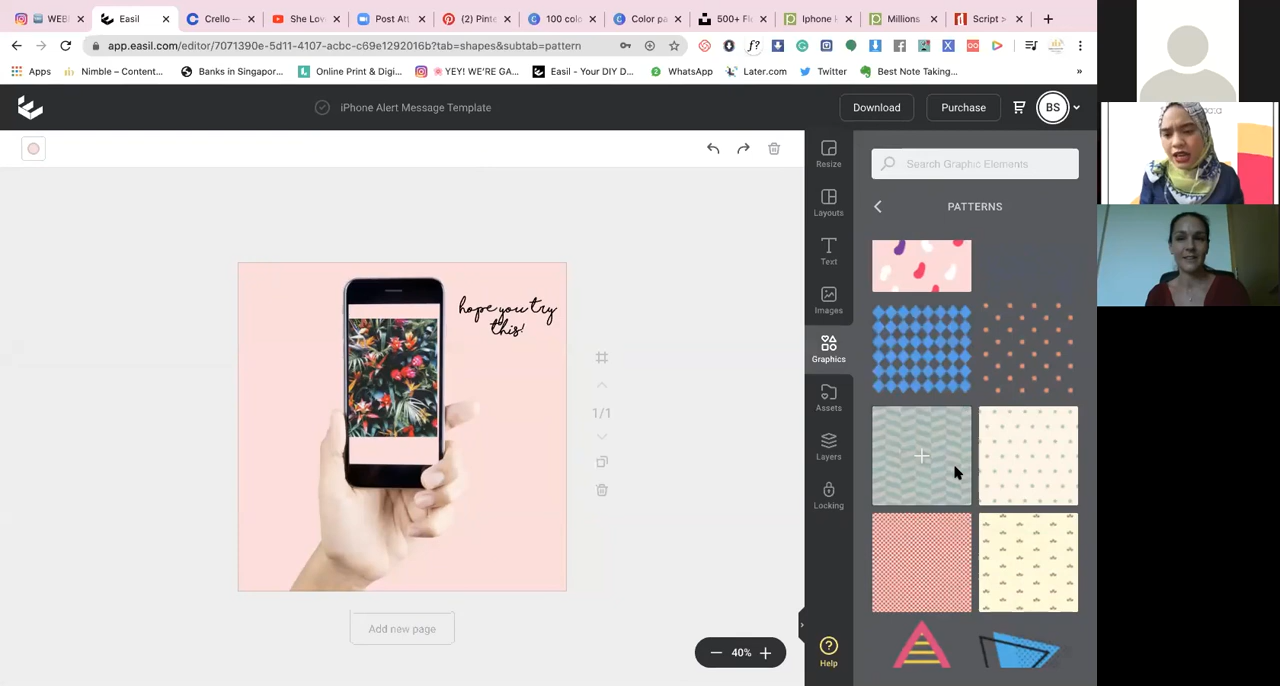 WEBI
Easil
Crello —
She Lov
Post Att
(2) Pinte
100 colo
Color pa
500+ Fl
Iphone
Millions
Script >
app.easil.com/editor/7071390e-5d11-4107-acbc-c69e1292016b?tab=shapes&subtab=pattern
Apps
Nimble – Content...
Banks in Singapor...
Online Print & Digi...
YEY! WE'RE GA...
Easil - Your DIY D...
WhatsApp
Later.com
Twitter
Best Note Taking...
»
iPhone Alert Message Template
Download
Purchase
BS
Resize
Layouts
Text
Images
Graphics
Assets
Layers
Locking
Help
Search Graphic Elements
PATTERNS
hope you try
this!
1/1
Add new page
40%